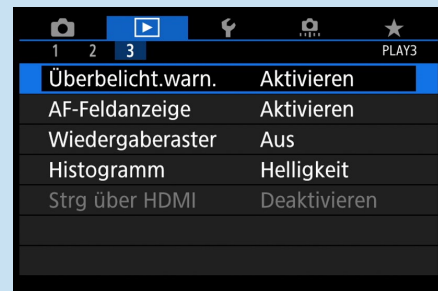 1 2 3 PLAY3
Überbelicht.warn. Aktivieren
AF-Feldanzeige Aktivieren
Wiedergaberaster Aus
Histogramm Helligkeit
Strg über HDMI Deaktivieren